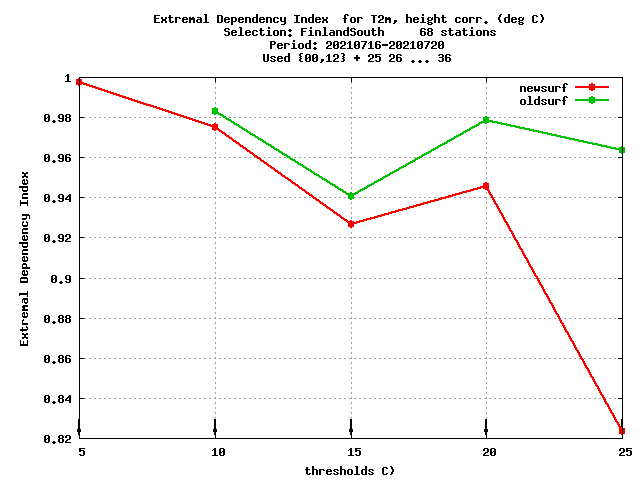 Extremal Dependency Index  for T2m, height corr. (deg C)
Selection: FinlandSouth     68 stations
Period: 20210716-20210720
Used {00,12} + 25 26 ... 36
newsurf
oldsurf
Extremal Dependency Index
1
0.98
0.96
0.94
0.92
0.9
0.88
0.86
0.84
0.82
5 10 15 20 25
thresholds C)